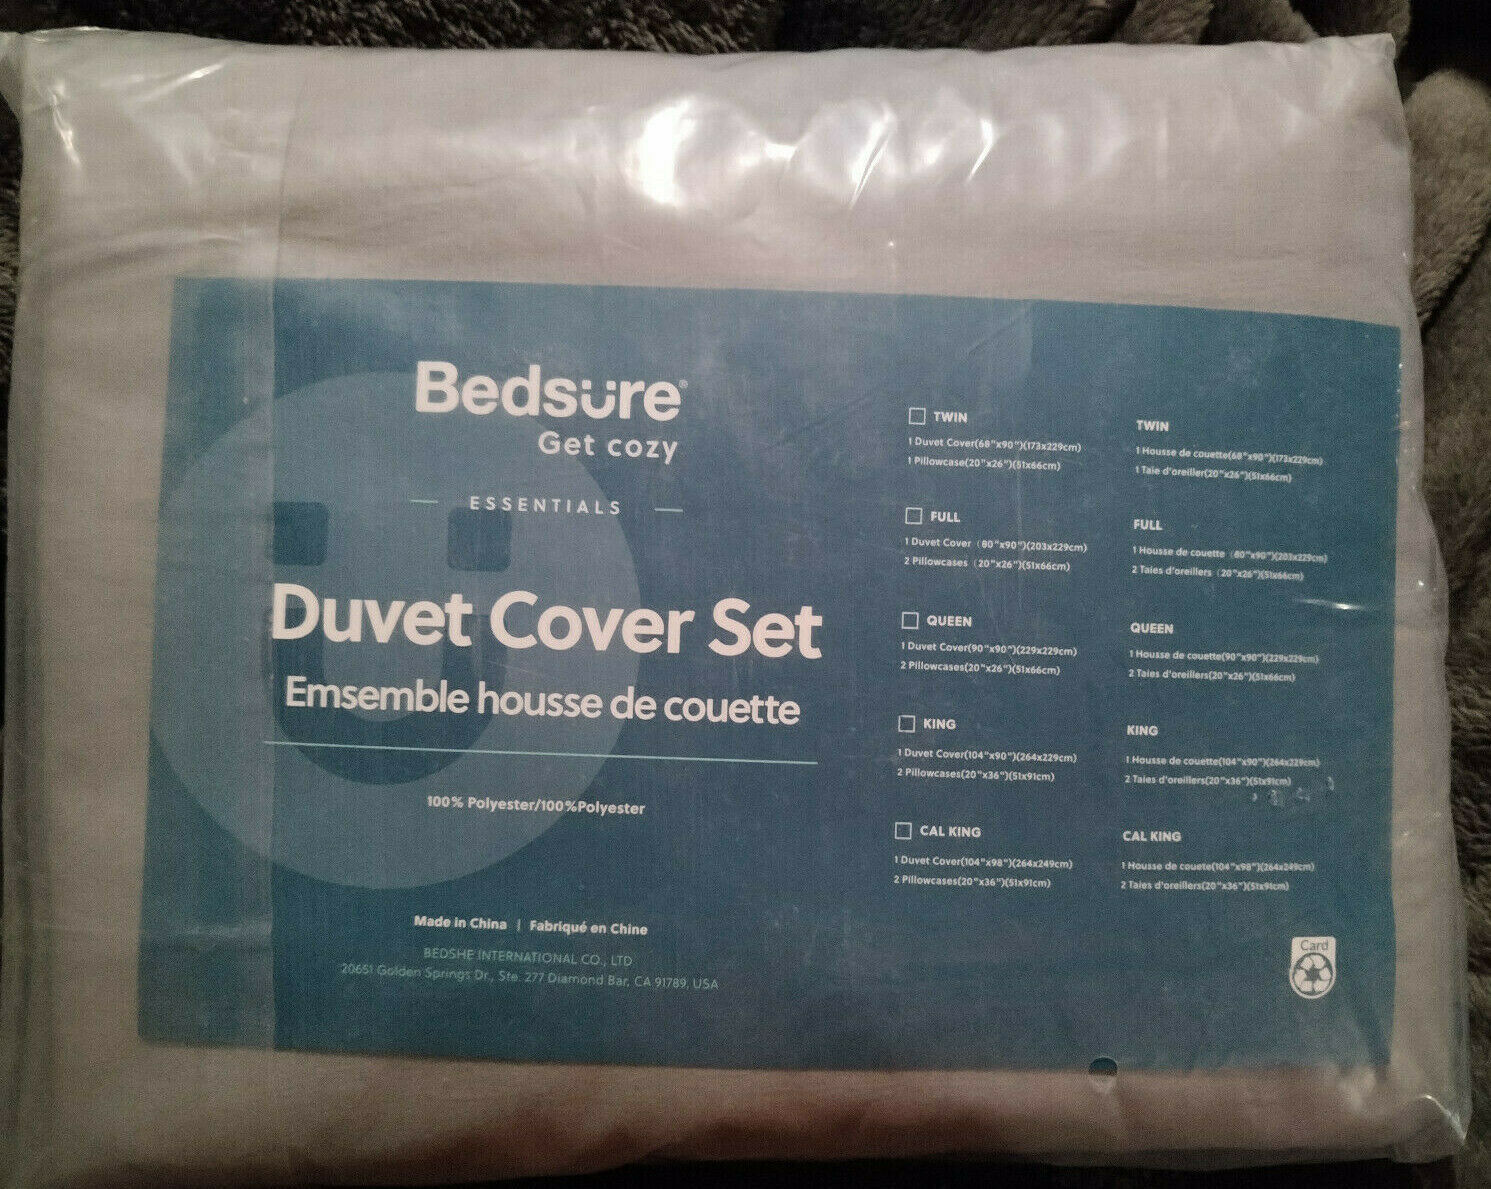 Bedsure®
Get cozy
ESSENTIALS
Duvet Cover Set
Emsemble housse de couette
100% Polyester/100%Polyester
Made in China | Fabriqué en Chine
BEDSHE INTERNATIONAL CO., LTD
20651 Golden Springs Dr., Ste. 277 Diamond Bar, CA 91789, USA
TWIN
1 Duvet Cover(68"x90")(173x229cm)
1 Pillowcase(20"x26")(51x66cm)
FULL
1 Duvet Cover (80"x90")(203x229cm)
2 Pillowcases (20"x26")(51x66cm)
QUEEN
1 Duvet Cover(90"x90")(229x229cm)
2 Pillowcases(20"x26")(51x66cm)
KING
1 Duvet Cover(104"x90")(264x229cm)
2 Pillowcases(20"x36")(51x91cm)
CAL KING
1 Duvet Cover(104"x98")(264x249cm)
2 Pillowcases(20"x36")(51x91cm)
TWIN
1 Housse de couette(68"x90")(173x229cm)
1 Taie d'oreiller(20"x26")(51x66cm)
FULL
1 Housse de couette (80"x90")(203x229cm)
2 Taies d'oreillers (20"x26")(51x66cm)
QUEEN
1 Housse de couette(90"x90")(229x229cm)
2 Taies d'oreillers(20"x26")(51x66cm)
KING
1 Housse de couette(104"x90")(264x229cm)
2 Taies d'oreillers(20"x36")(51x91cm)
CAL KING
1 Housse de couete(104"x98")(264x249cm)
2 Taies d'oreillers(20"x36")(51x91cm)
Card